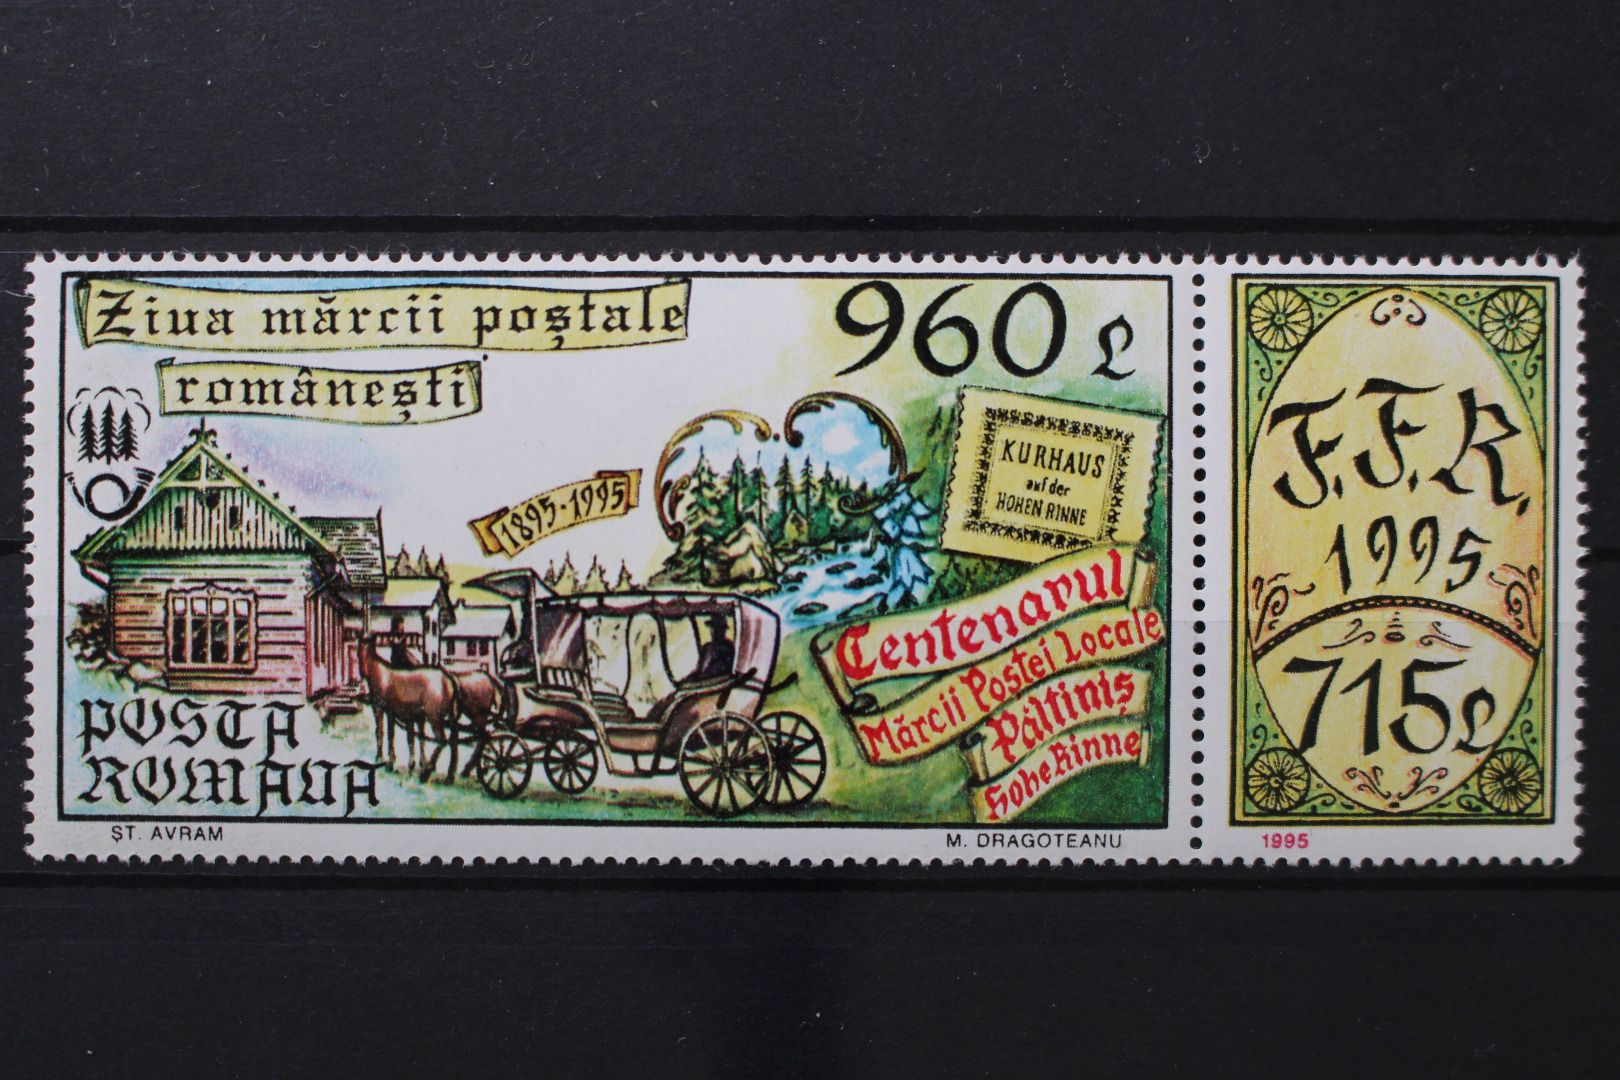 Ziua mărcii poștale
românești
960 L
1895-1995
KURHAUS
auf der
HOHEN RINNE
Centenarul
Mărcii Poștei Locale
Păltiniș
Hohe Rinne
POSTA
ROMANA
ȘT. AVRAM
M. DRAGOTEANU
F.F.R.
1995
715 L
1995